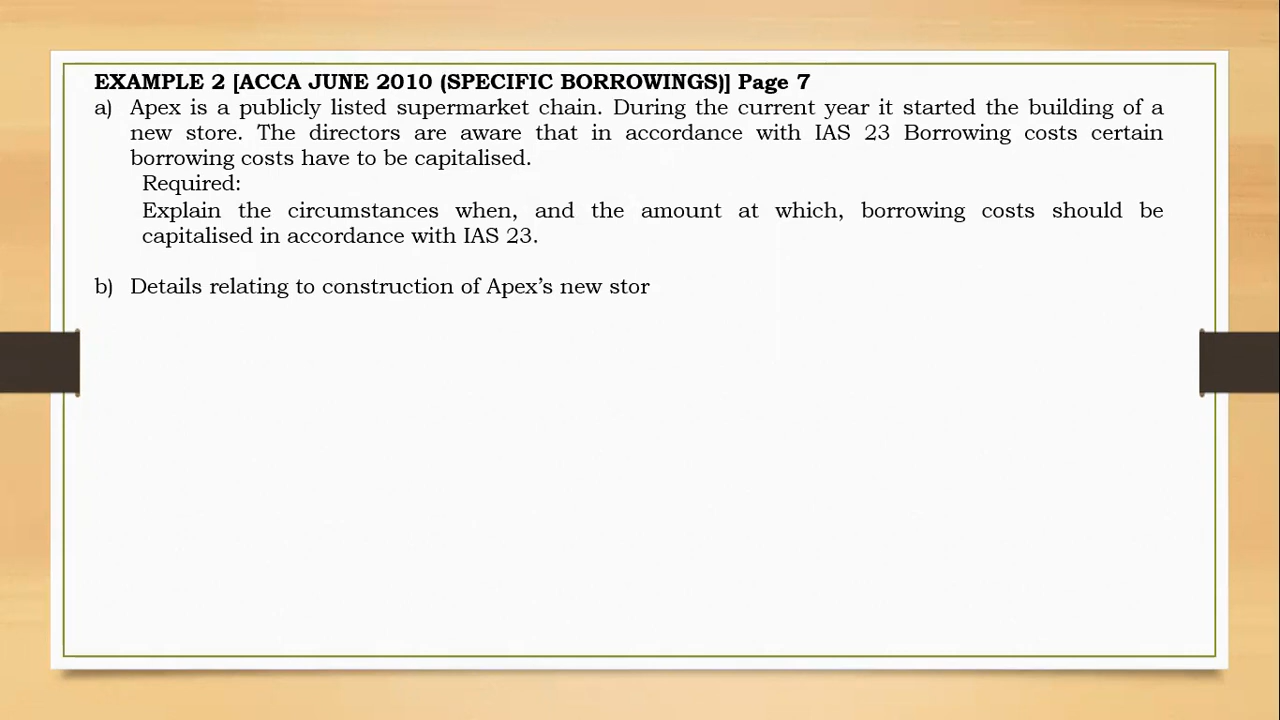 EXAMPLE 2 [ACCA JUNE 2010 (SPECIFIC BORROWINGS)] Page 7
a) Apex is a publicly listed supermarket chain. During the current year it started the building of a
new store. The directors are aware that in accordance with IAS 23 Borrowing costs certain
borrowing costs have to be capitalised.
Required:
Explain the circumstances when, and the amount at which, borrowing costs should be
capitalised in accordance with IAS 23.
b) Details relating to construction of Apex’s new stor